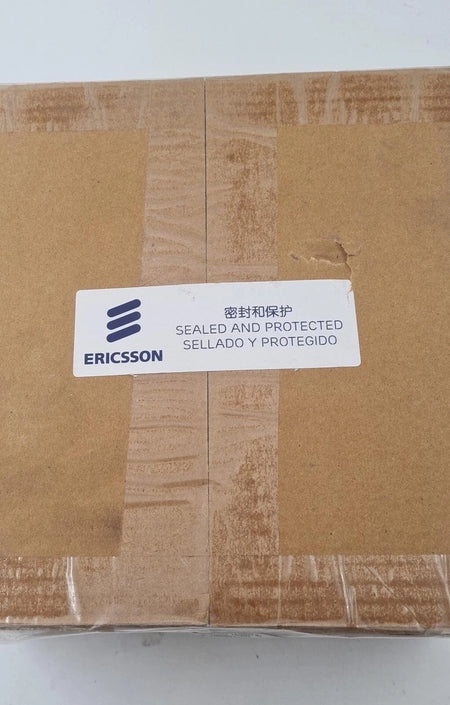 密封和保护
SEALED AND PROTECTED
SELLADO Y PROTEGIDO
ERICSSON